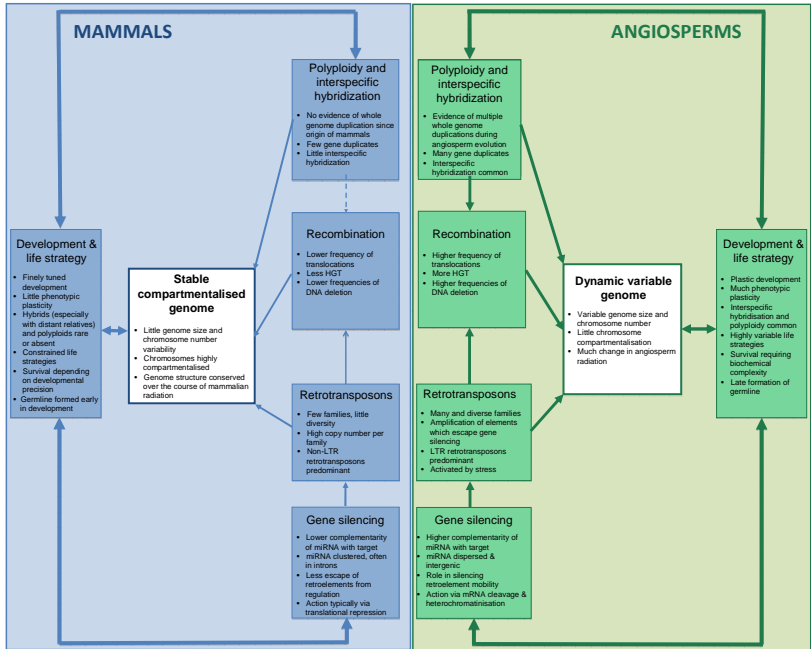 MAMMALS
Polyploidy and
interspecific
hybridization
• No evidence of whole
genome duplication since
origin of mammals
• Few gene duplicates
• Little interspecific
hybridization
Recombination
• Lower frequency of
translocations
• Less HGT
• Lower frequencies of
DNA deletion
Development &
life strategy
• Finely tuned
development
• Little phenotypic
plasticity
• Hybrids (especially
with distant relatives)
and polyploids rare or
absent
• Constrained life
strategies
• Survival depending
on developmental
precision
• Germline formed early
in development
Stable
compartmentalised
genome
• Little genome size and
chromosome number
variability
• Chromosomes highly
compartmentalised
• Genome structure conserved
over the course of mammalian
radiation
Retrotransposons
• Few families, little
diversity
• High copy number per
family
• Non-LTR
retrotransposons
predominant
Gene silencing
• Lower complementarity
of miRNA with target
• miRNA clustered, often
in introns
• Less escape of
retroelements from
regulation
• Action typically via
translational repression
ANGIOSPERMS
Polyploidy and
interspecific
hybridization
• Evidence of multiple
whole genome
duplications during
angiosperm evolution
• Many gene duplicates
• Interspecific
hybridization common
Recombination
• Higher frequency of
translocations
• More HGT
• Higher frequencies of
DNA deletion
Dynamic variable
genome
• Variable genome size and
chromosome number
• Little chromosome
compartmentalisation
• Much change in angiosperm
radiation
Development &
life strategy
• Plastic development
• Much phenotypic
plasticity
• Interspecific
hybridisation and
polyploidy common
• Highly variable life
strategies
• Survival requiring
biochemical
complexity
• Late formation of
germline
Retrotransposons
• Many and diverse families
• Amplification of elements
which escape gene
silencing
• LTR retrotransposons
predominant
• Activated by stress
Gene silencing
• Higher complementarity of
miRNA with target
• miRNA dispersed &
intergenic
• Role in silencing
retroelement mobility
• Action via mRNA cleavage &
heterochromatinisation